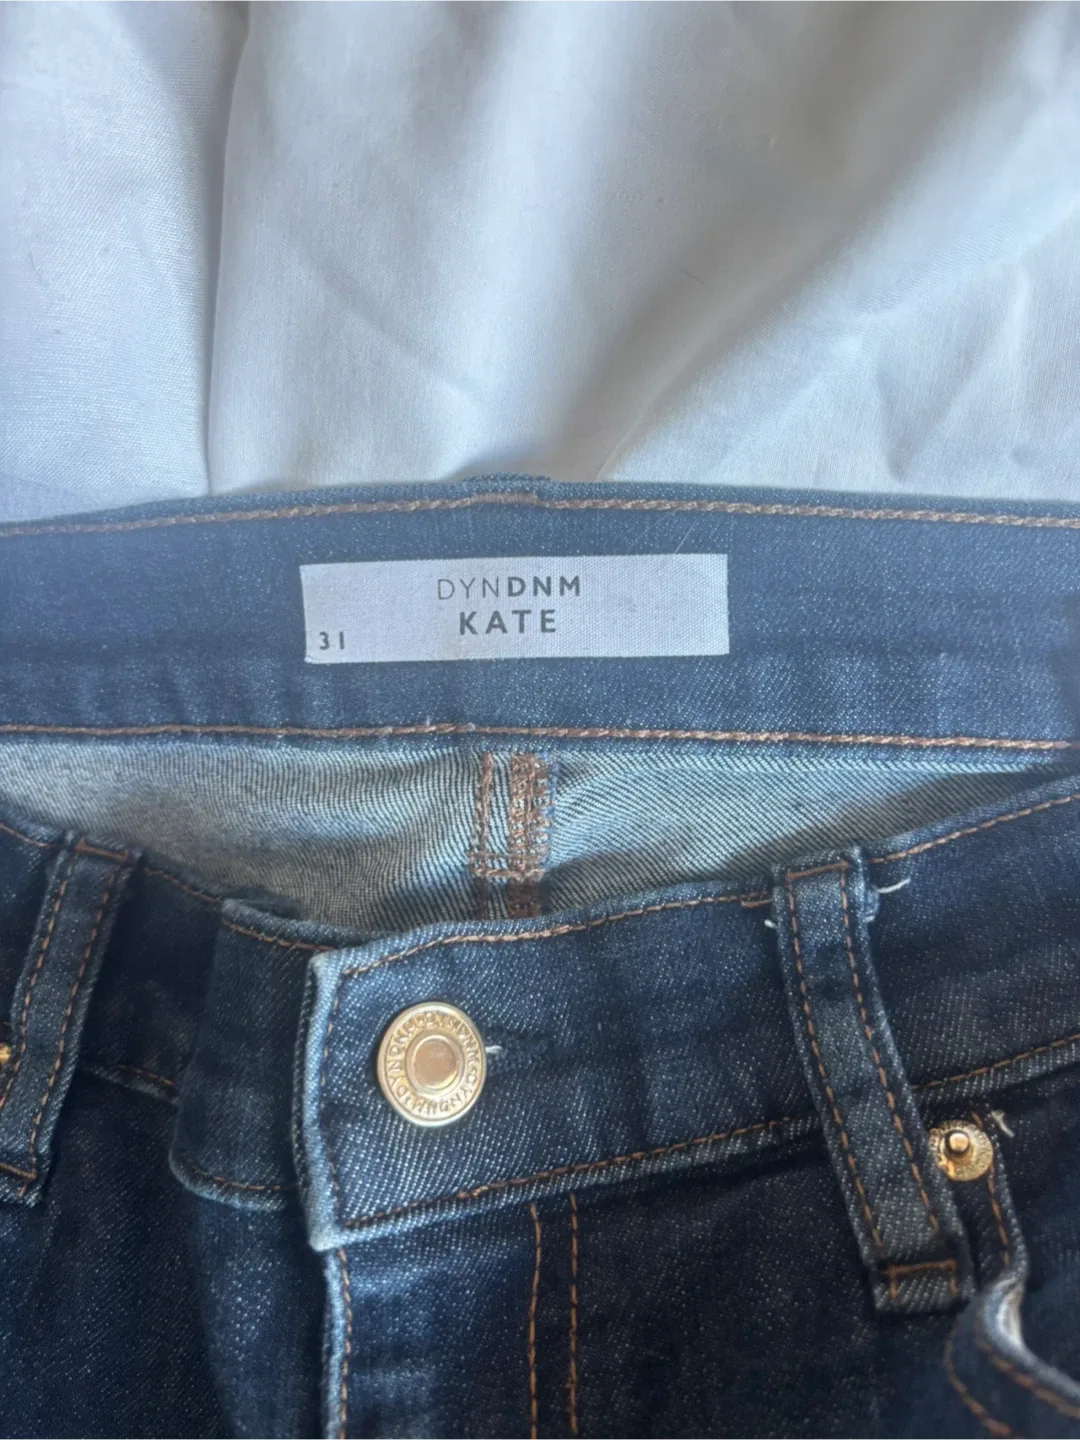 DYNDNM
KATE
31